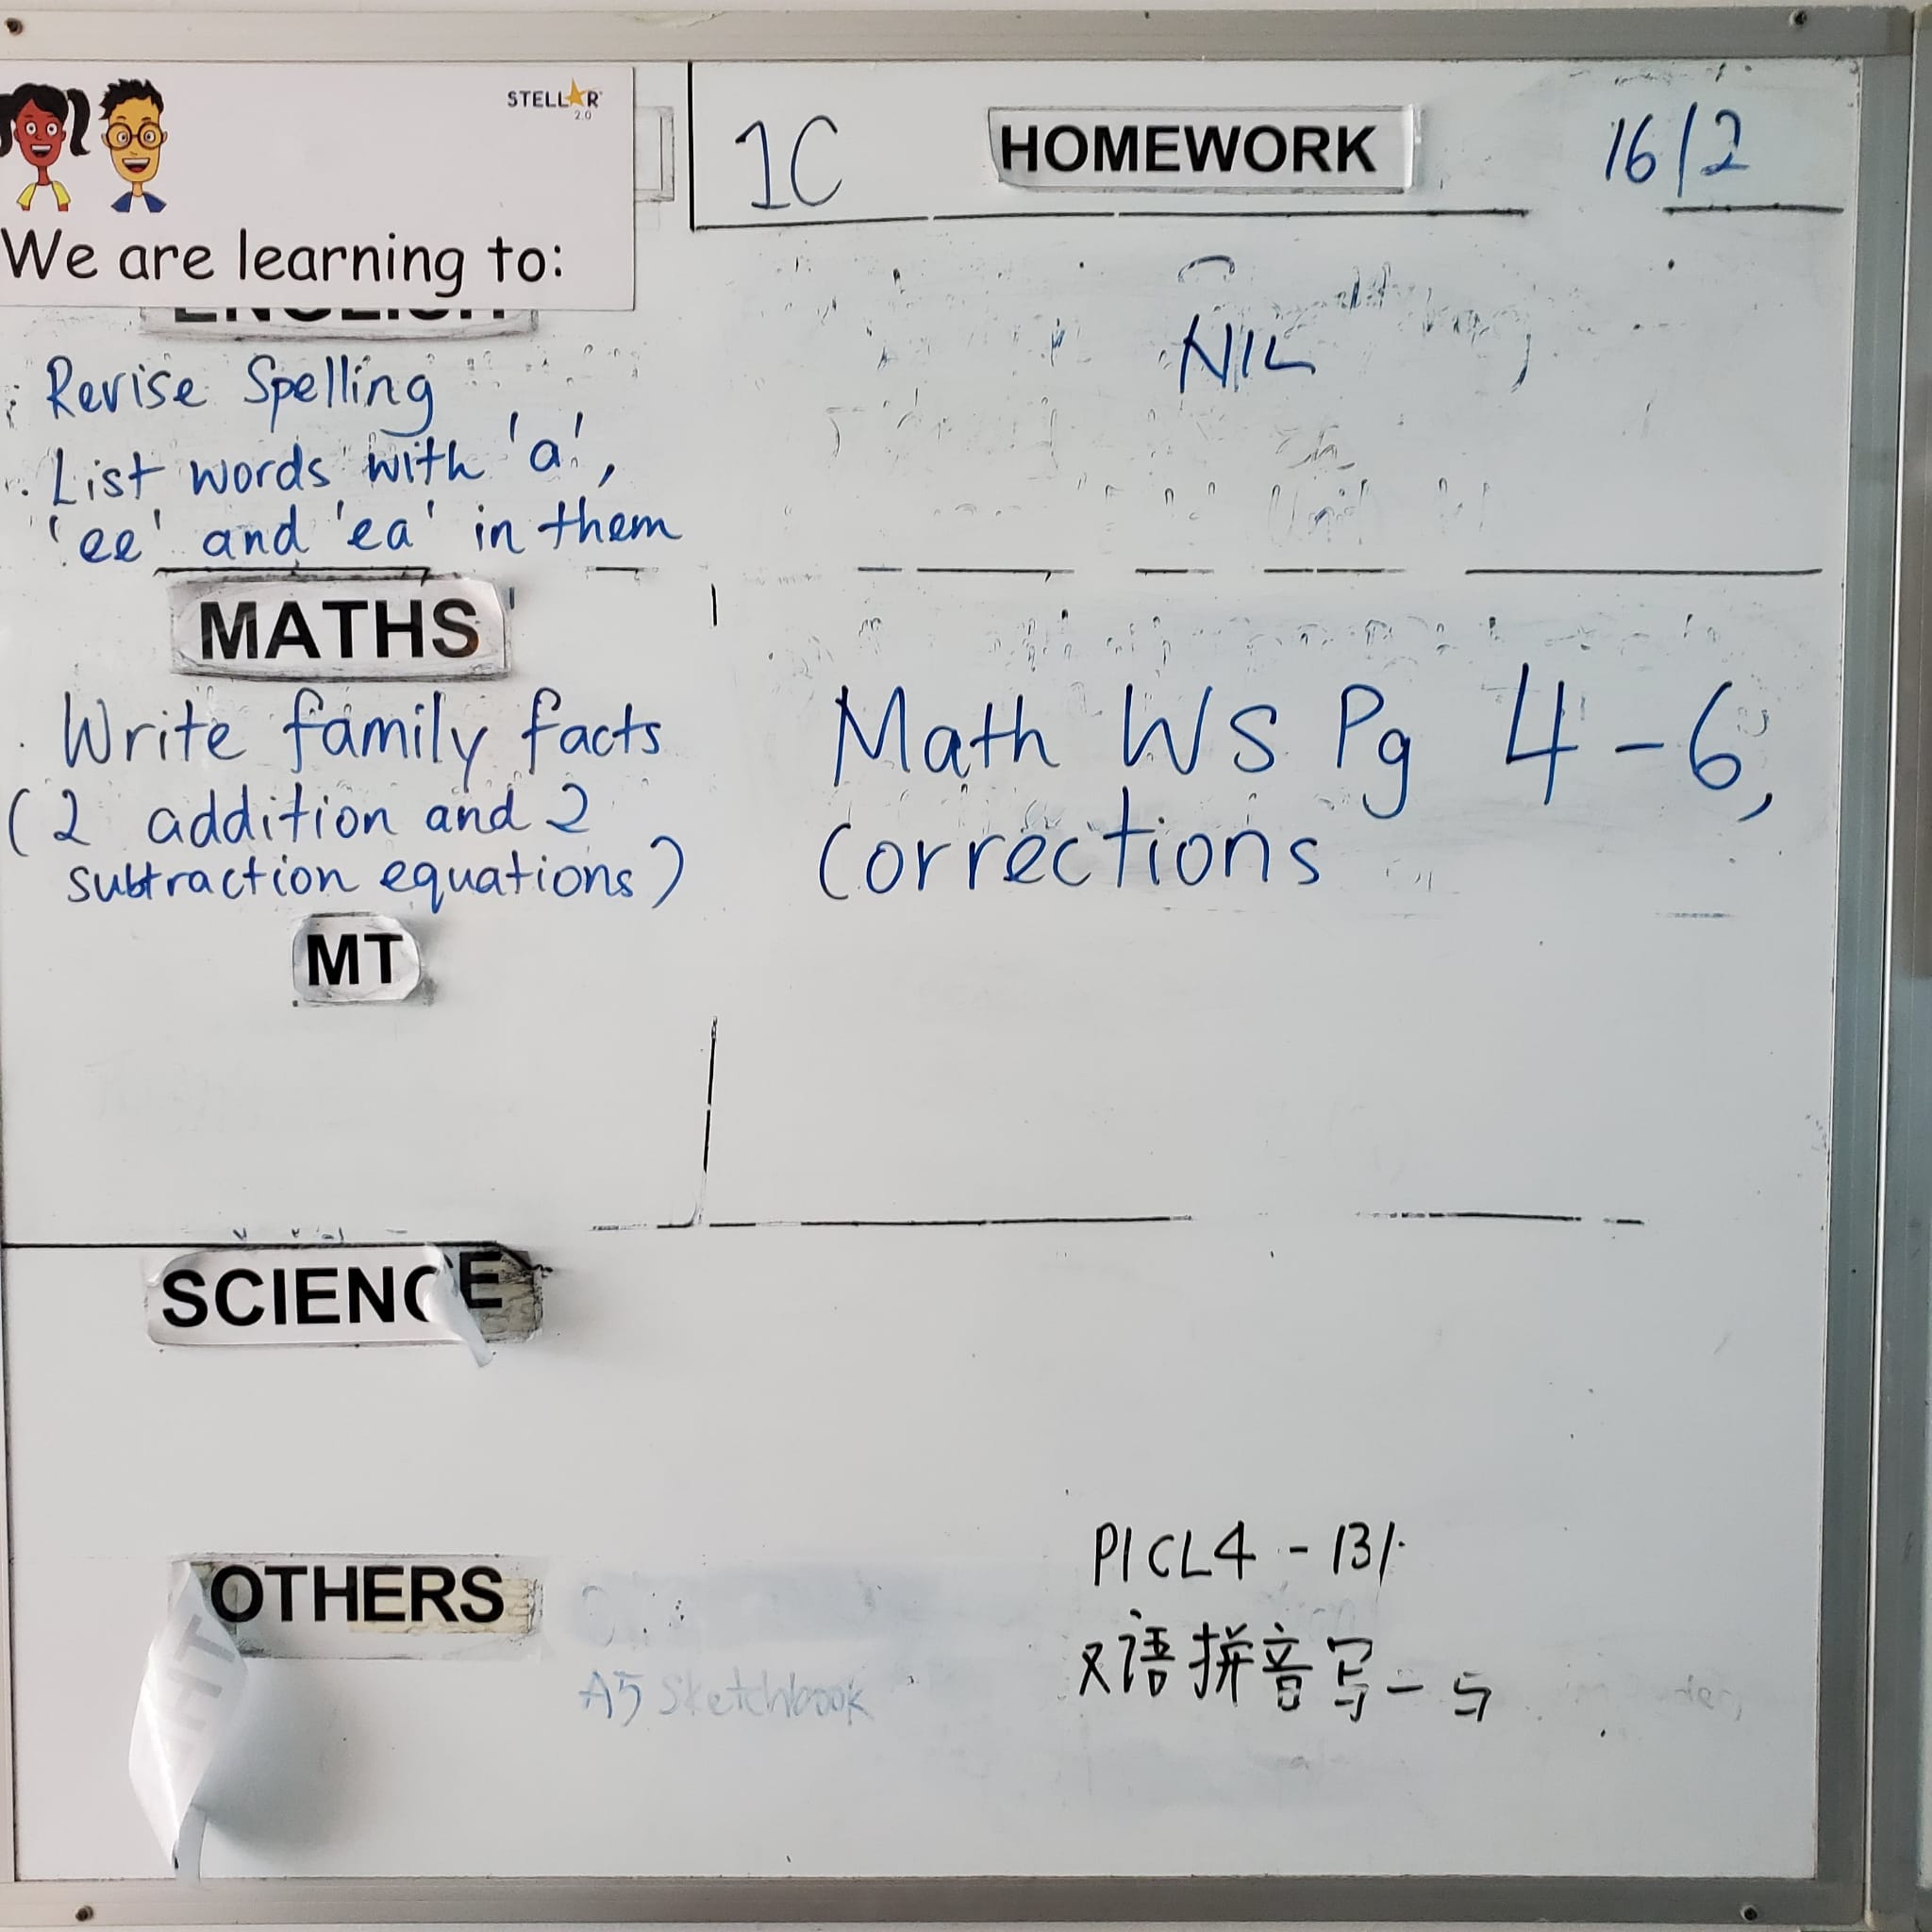 STELLAR
2.0
We are learning to:
1C HOMEWORK 16/2
ENGLISH
Revise Spelling
List words with 'a',
'ee' and 'ea' in them
NIL
MATHS
Write family facts
(2 addition and 2
subtraction equations)
Math WS Pg 4-6,
Corrections
MT
SCIENCE
OTHERS
A5 Sketchbook
P1CL4 - 13/
汉语拼音写一